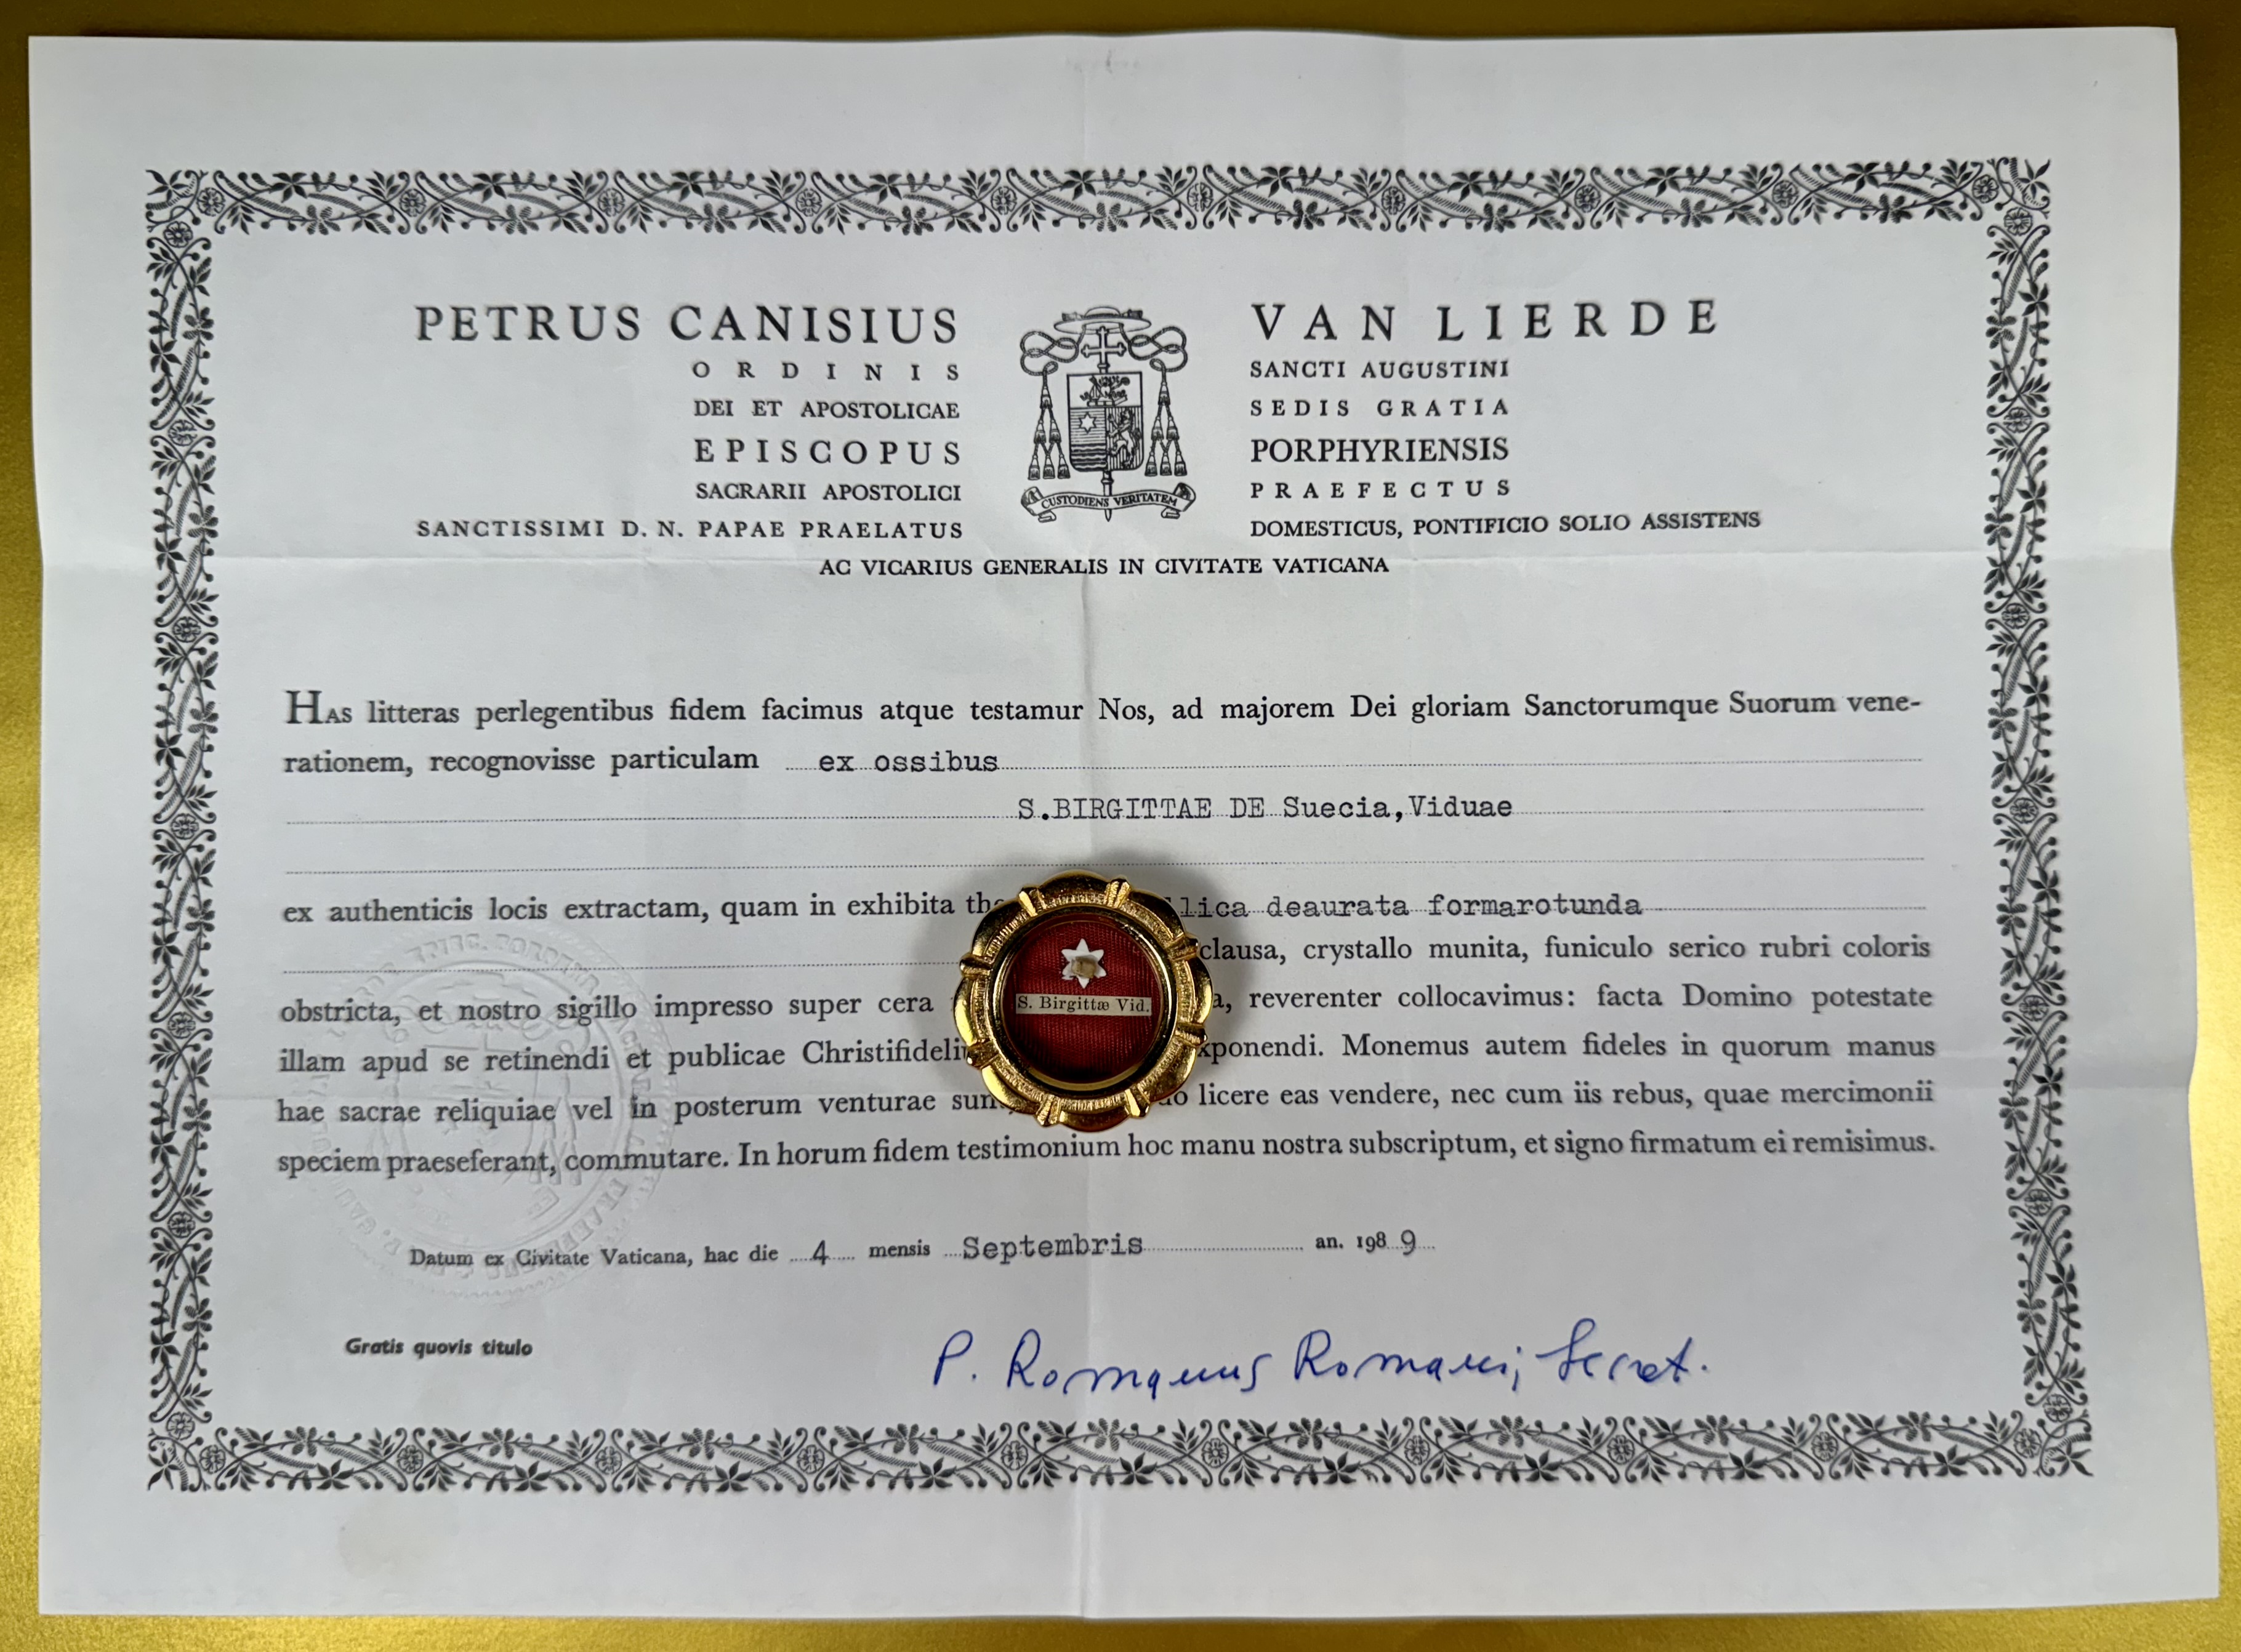 PETRUS CANISIUS VAN LIERDE
ORDINIS SANCTI AUGUSTINI
DEI ET APOSTOLICAE SEDIS GRATIA
EPISCOPUS PORPHYRIENSIS
SACRARII APOSTOLICI PRAEFECTUS
CUSTODIENS VERITATEM
SANCTISSIMI D. N. PAPAE PRAELATUS DOMESTICUS, PONTIFICIO SOLIO ASSISTENS
AC VICARIUS GENERALIS IN CIVITATE VATICANA
HAS litteras perlegentibus fidem facimus atque testamur Nos, ad majorem Dei gloriam Sanctorumque Suorum vene-
rationem, recognovisse particulam ex ossibus
S.BIRGITTAE DE Suecia,Viduae
ex authenticis locis extractam, quam in exhibita deaurata formarotunda
clausa, crystallo munita, funiculo serico rubri coloris
obstricta, et nostro sigillo impresso super cera reverenter collocavimus: facta Domino potestate
S. Birgittæ Vid.
illam apud se retinendi et publicae Monemus autem fideles in quorum manus
hae sacrae reliquiae vel in posterum venturae licere eas vendere, nec cum iis rebus, quae mercimonii
speciem praeseferant, commutare. In horum fidem testimonium hoc manu nostra subscriptum, et signo firmatum ei remisimus.
Datum ex Civitate Vaticana, hac die 4 mensis Septembris an. 1989
Gratis quovis titulo
P. Romanus Romani, Secret.